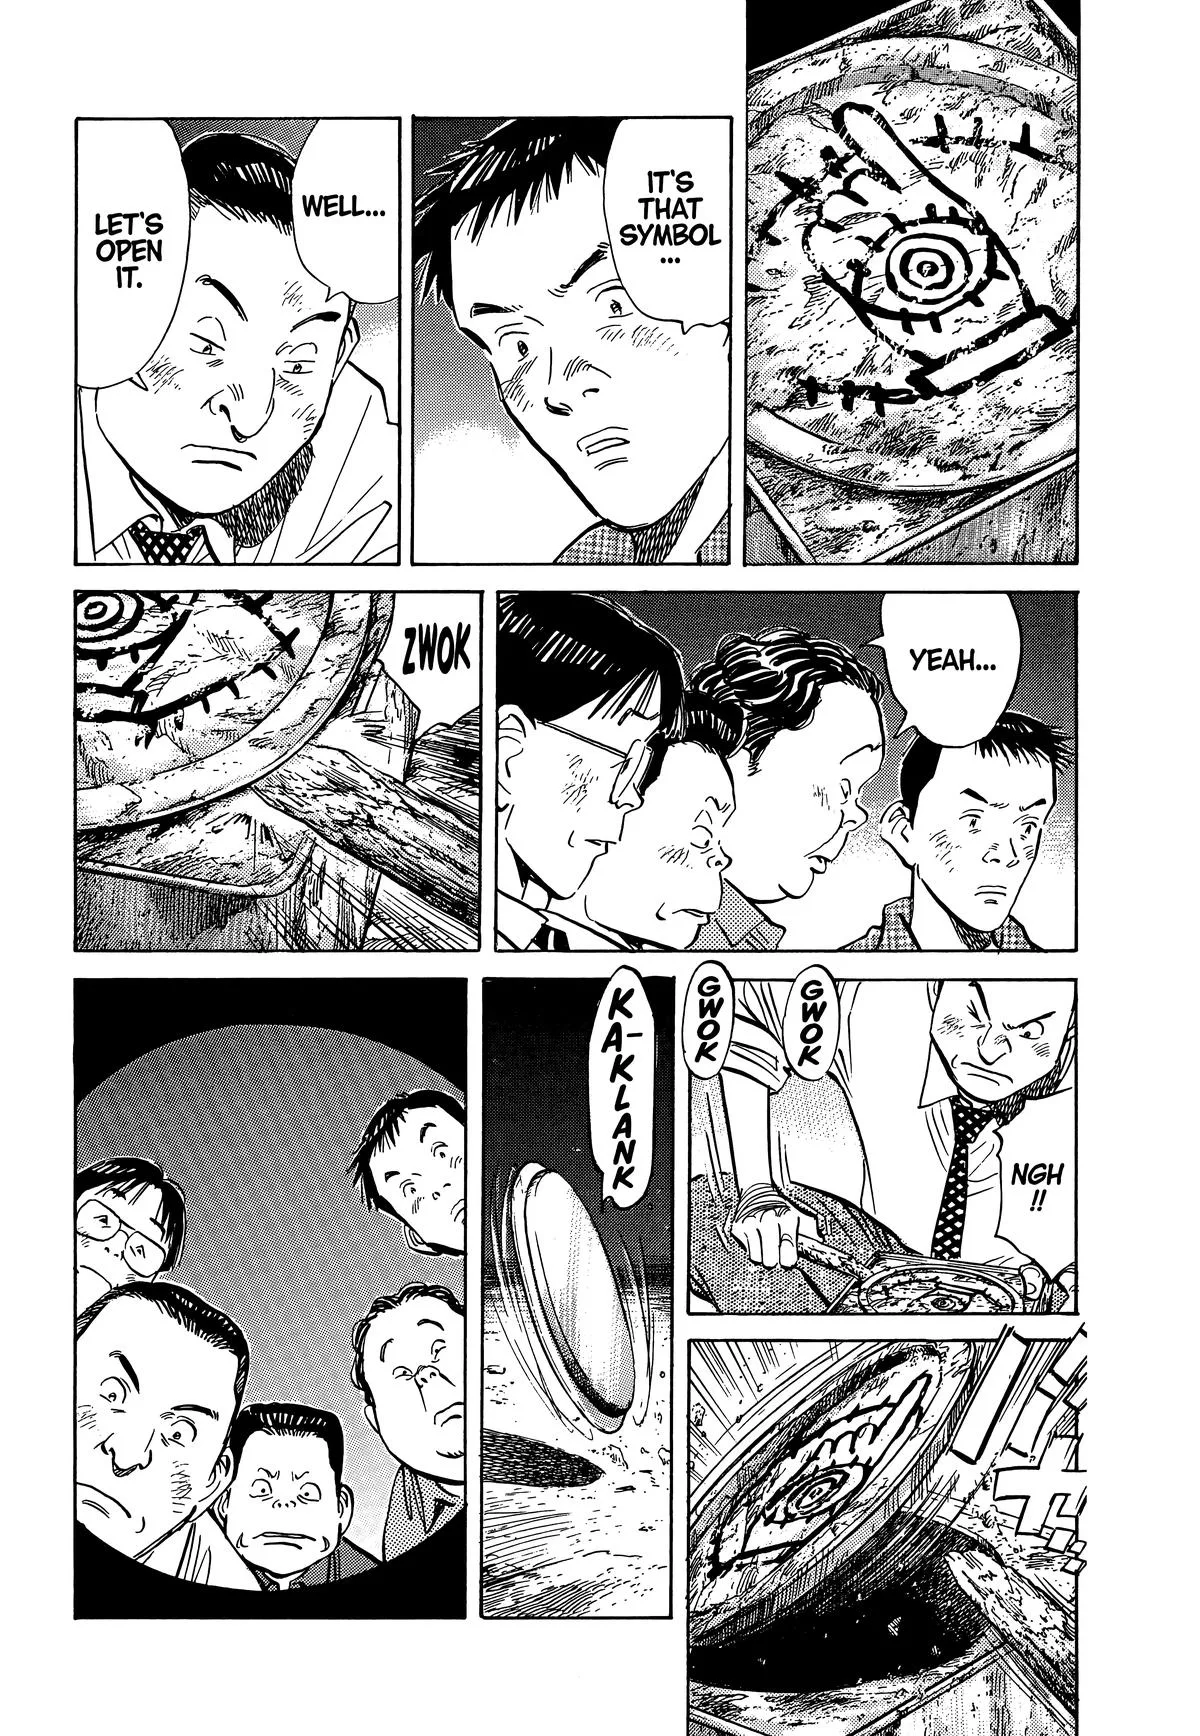 IT'S
THAT
SYMBOL
...
WELL...
LET'S
OPEN
IT.
YEAH...
ZWOK
GWOK
GWOK
NGH
!!
KA-KLANK